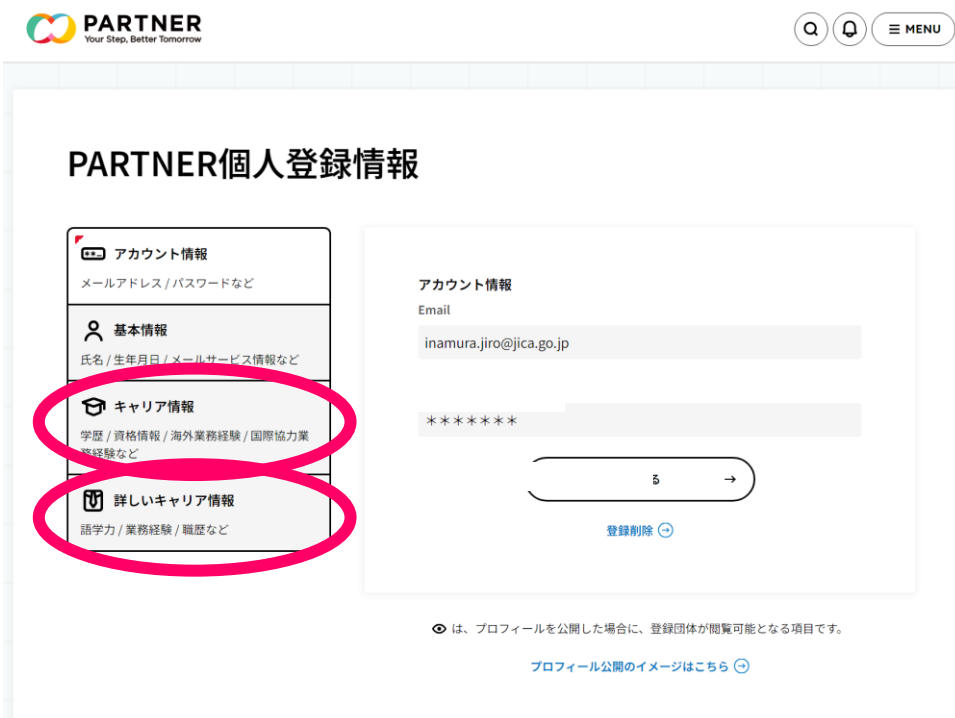 PARTNER
Your Step, Better Tomorrow
MENU
PARTNER個人登録情報
アカウント情報
メールアドレス / パスワードなど
基本情報
氏名 / 生年月日 / メールサービス情報など
キャリア情報
学歴 / 資格情報 / 海外業務経験 / 国際協力業
務経験など
詳しいキャリア情報
語学力 / 業務経験 / 職歴など
アカウント情報
Email
inamura.jiro@jica.go.jp
*******
る
登録削除
は、プロフィールを公開した場合に、登録団体が閲覧可能となる項目です。
プロフィール公開のイメージはこちら